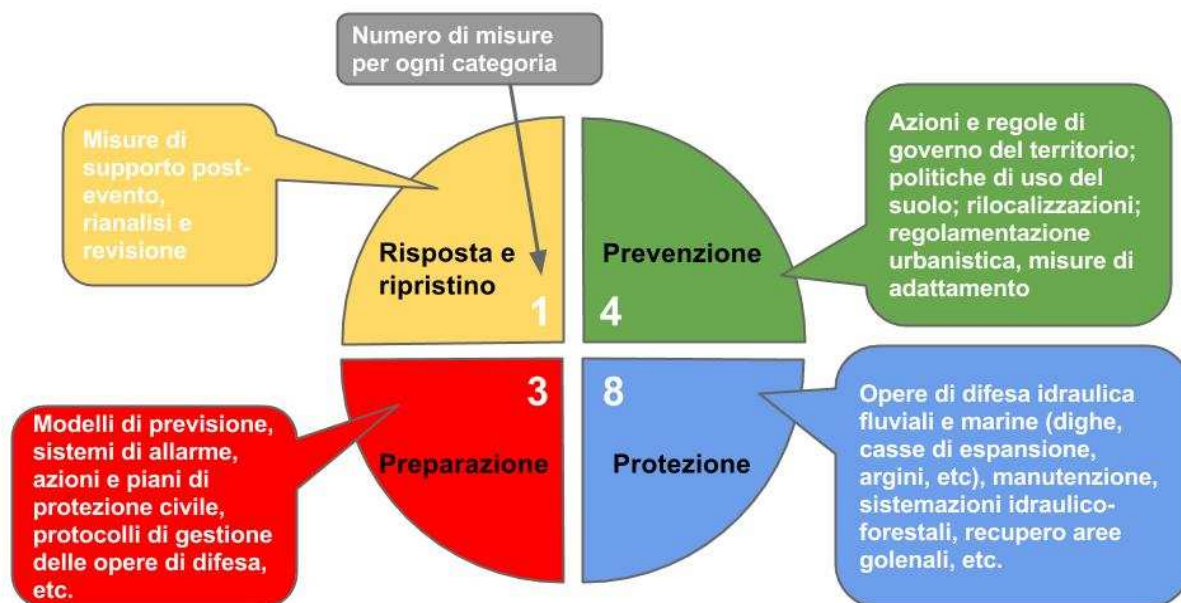 Numero di misure
per ogni categoria
Misure di
supporto post-
evento,
rianalisi e
revisione
Azioni e regole di
governo del territorio;
politiche di uso del
suolo; rilocalizzazioni;
regolamentazione
urbanistica, misure di
adattamento
Risposta e
ripristino
1
Prevenzione
4
3
Preparazione
8
Protezione
Modelli di previsione,
sistemi di allarme,
azioni e piani di
protezione civile,
protocolli di gestione
delle opere di difesa,
etc.
Opere di difesa idraulica
fluviali e marine (dighe,
casse di espansione,
argini, etc), manutenzione,
sistemazioni idraulico-
forestali, recupero aree
golenali, etc.